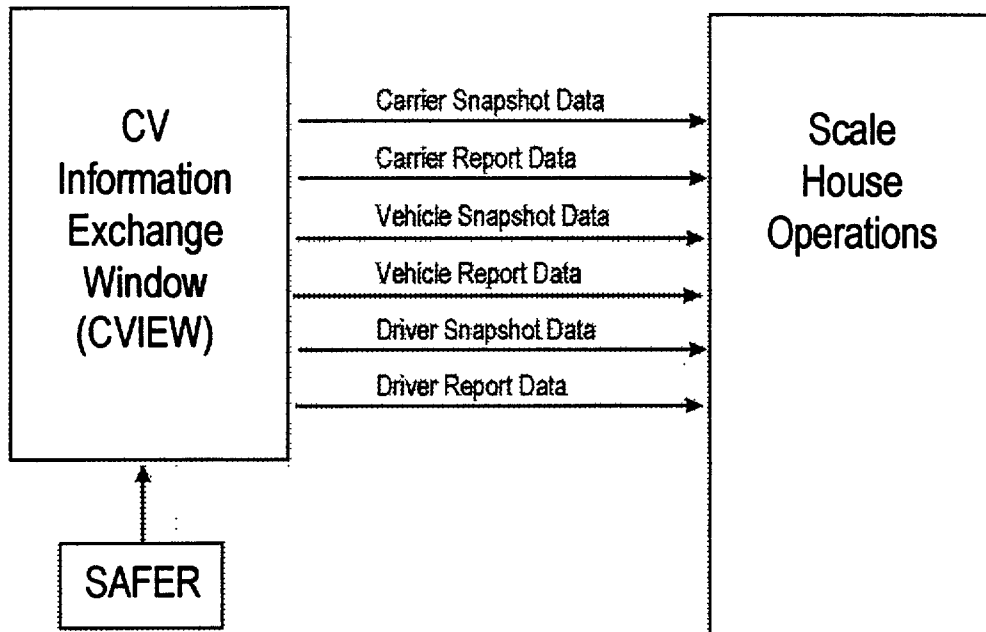 CV
Information
Exchange
Window
(CVIEW)
Carrier Snapshot Data
Carrier Report Data
Vehicle Snapshot Data
Vehicle Report Data
Driver Snapshot Data
Driver Report Data
Scale
House
Operations
SAFER